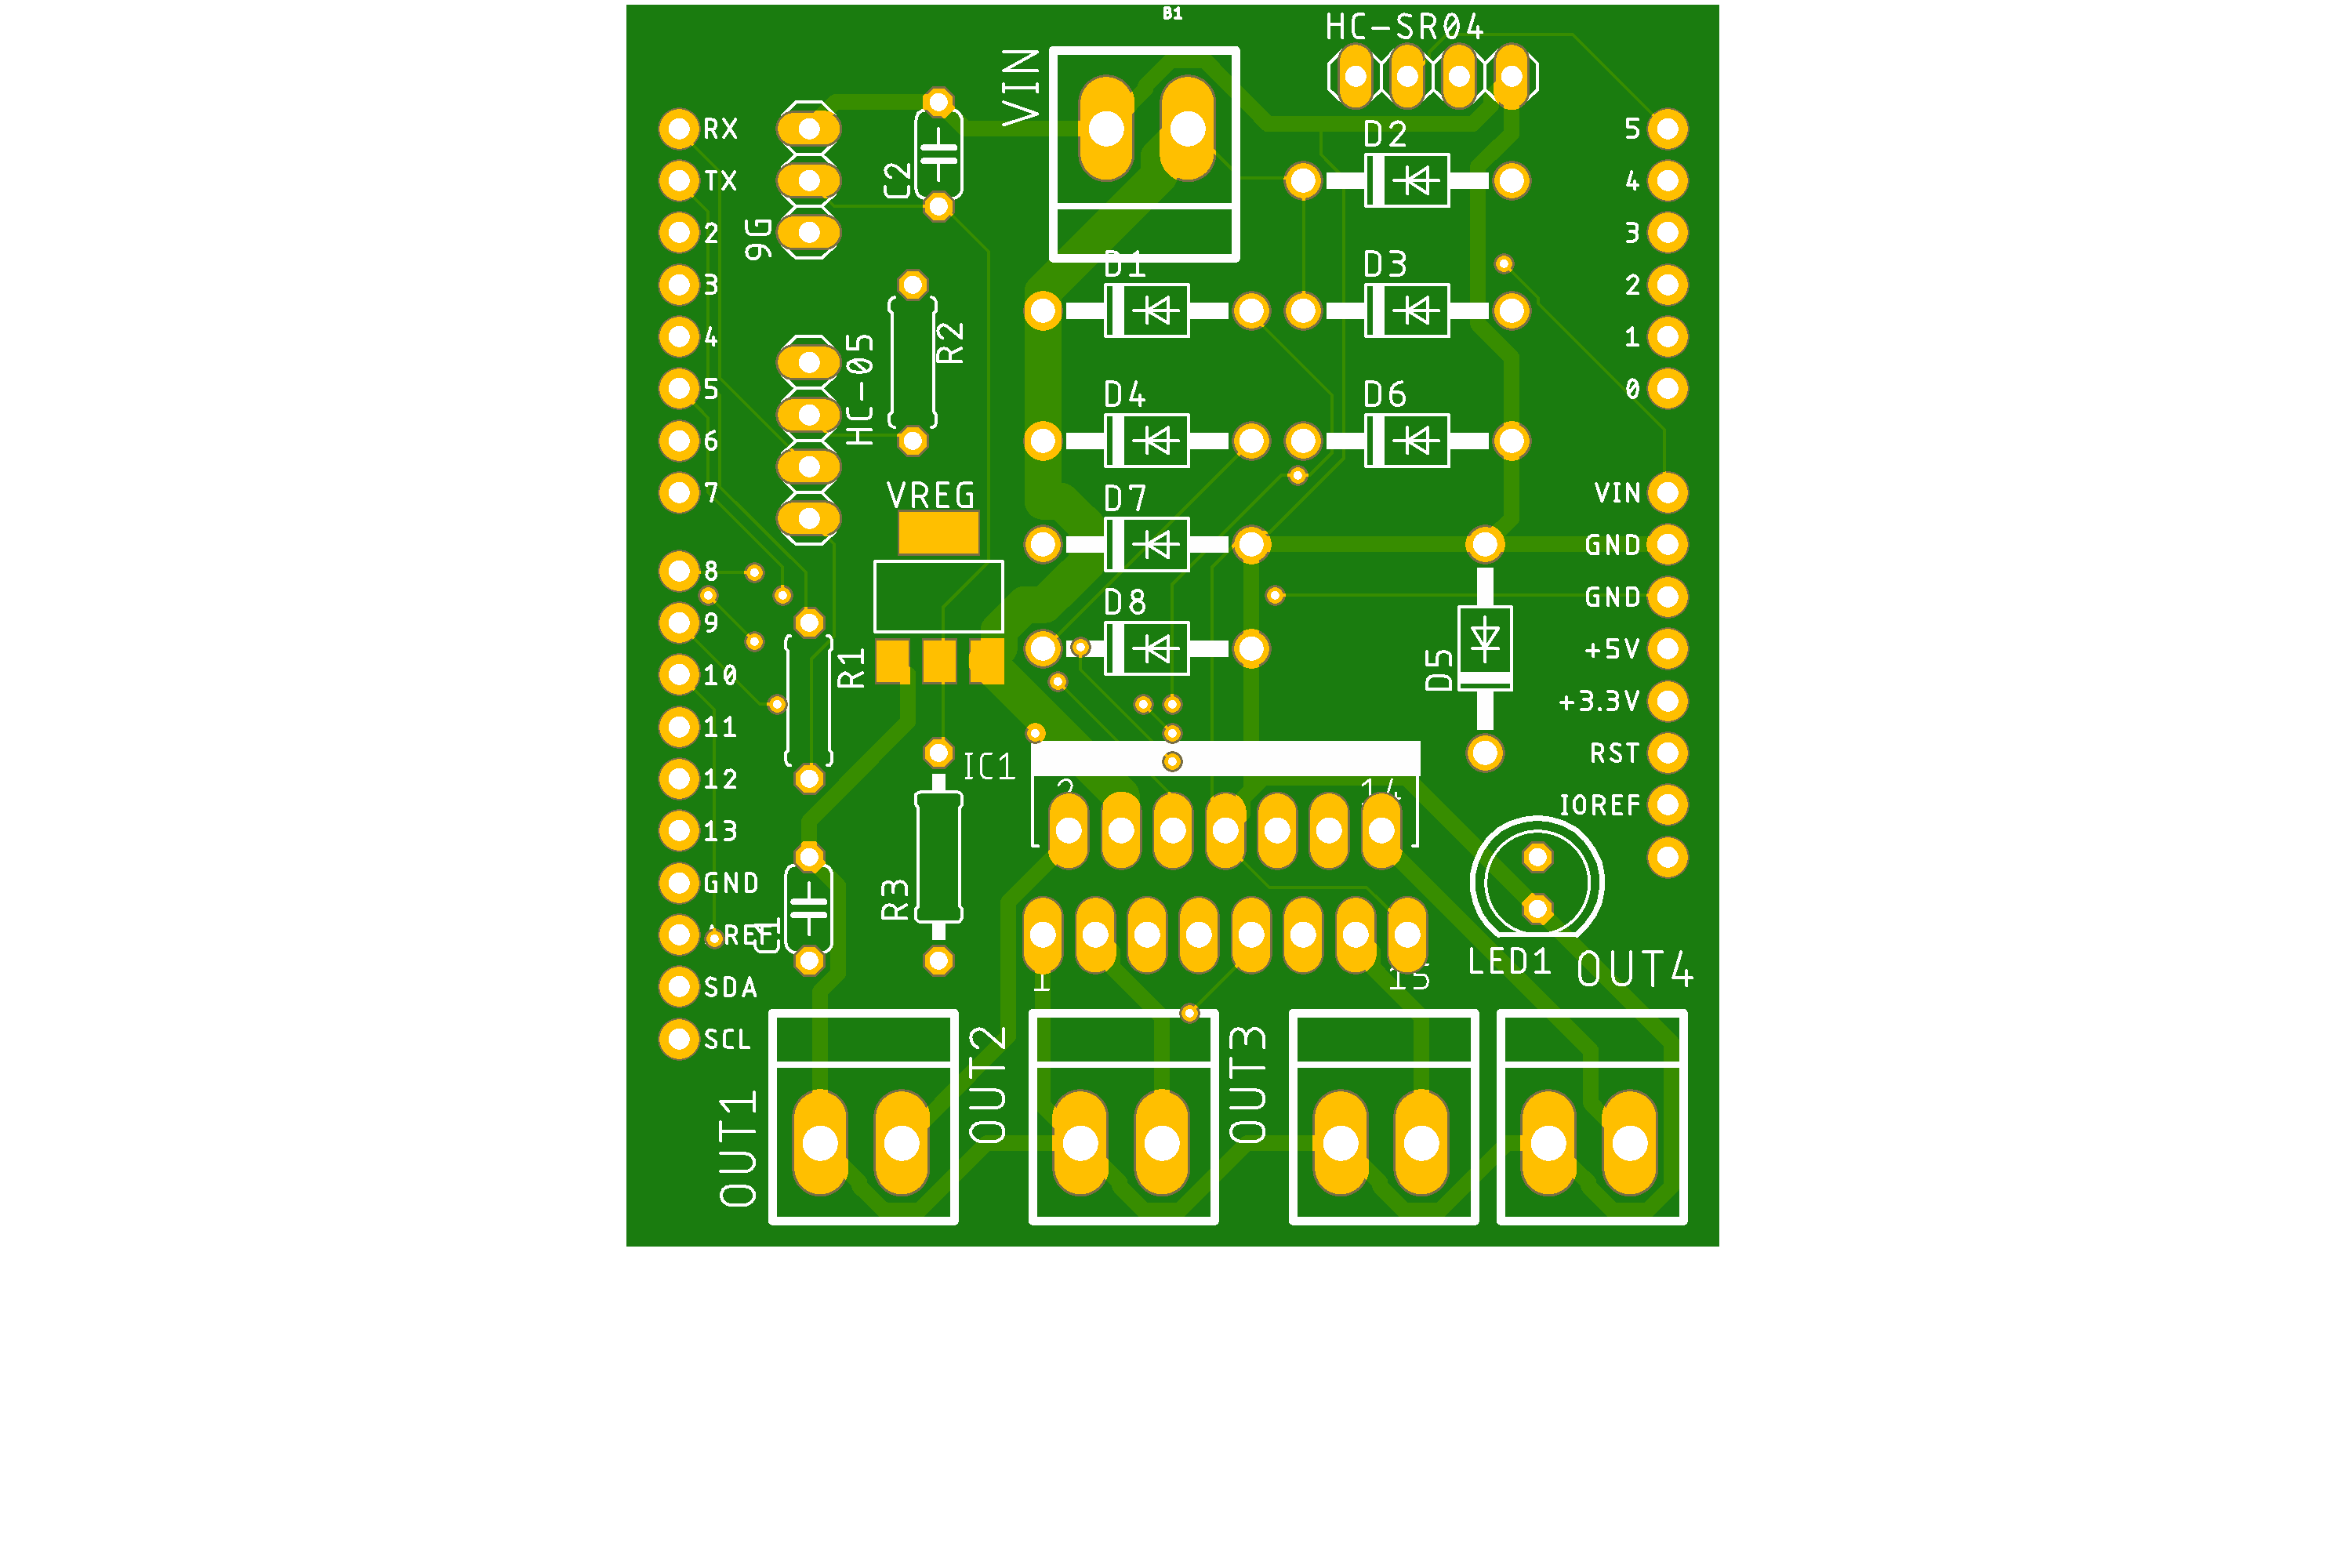 B1
HC-SR04
VIN
RX
TX
2
3
4
5
6
7
8
9
10
11
12
13
GND
AREF
SDA
SCL
9G
C2
R2
HC-05
VREG
R1
IC1
R3
C1
D1
D2
D3
D4
D6
D7
D8
D5
5
4
3
2
1
0
VIN
GND
GND
+5V
+3.3V
RST
IOREF
2
14
1
15
LED1
OUT4
OUT1
OUT2
OUT3